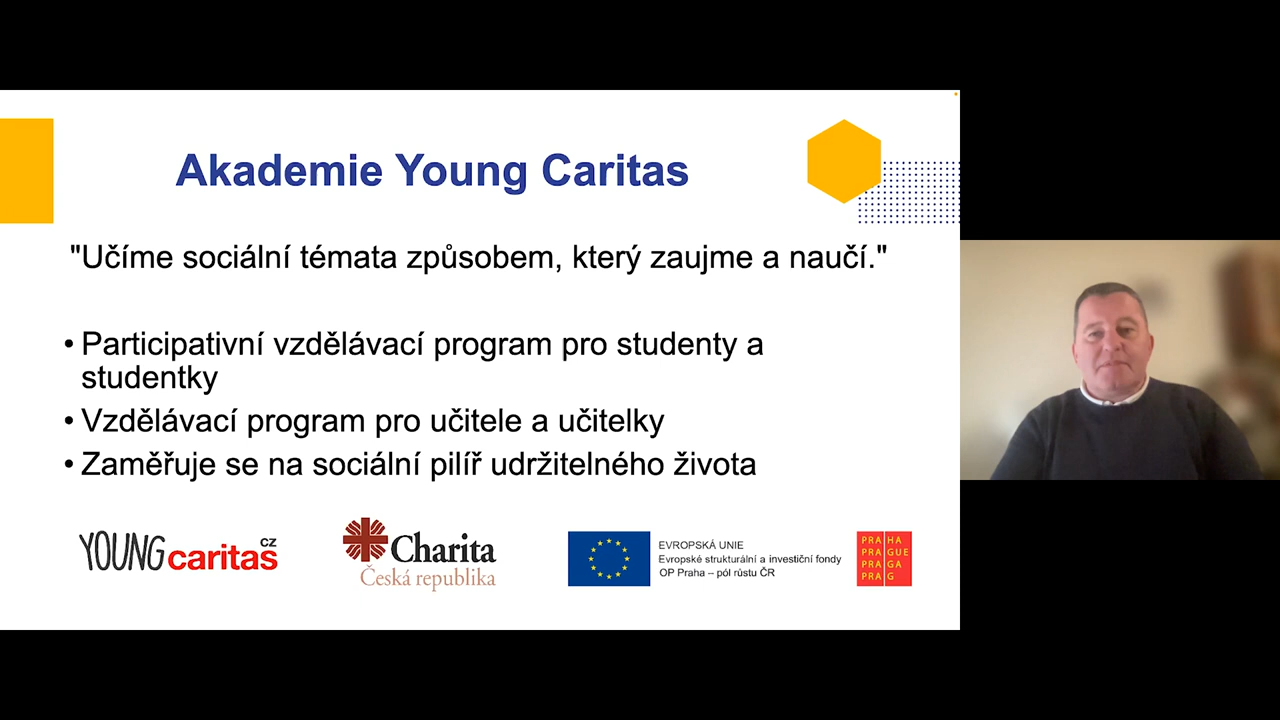 Akademie Young Caritas
"Učíme sociální témata způsobem, který zaujme a naučí."
• Participativní vzdělávací program pro studenty a
studentky
• Vzdělávací program pro učitele a učitelky
• Zaměřuje se na sociální pilíř udržitelného života
YOUNG caritas CZ
Charita
Česká republika
EVROPSKÁ UNIE
Evropské strukturální a investiční fondy
OP Praha – pól růstu ČR
PRA HA
PRA GUE
PRA GA
PRA G